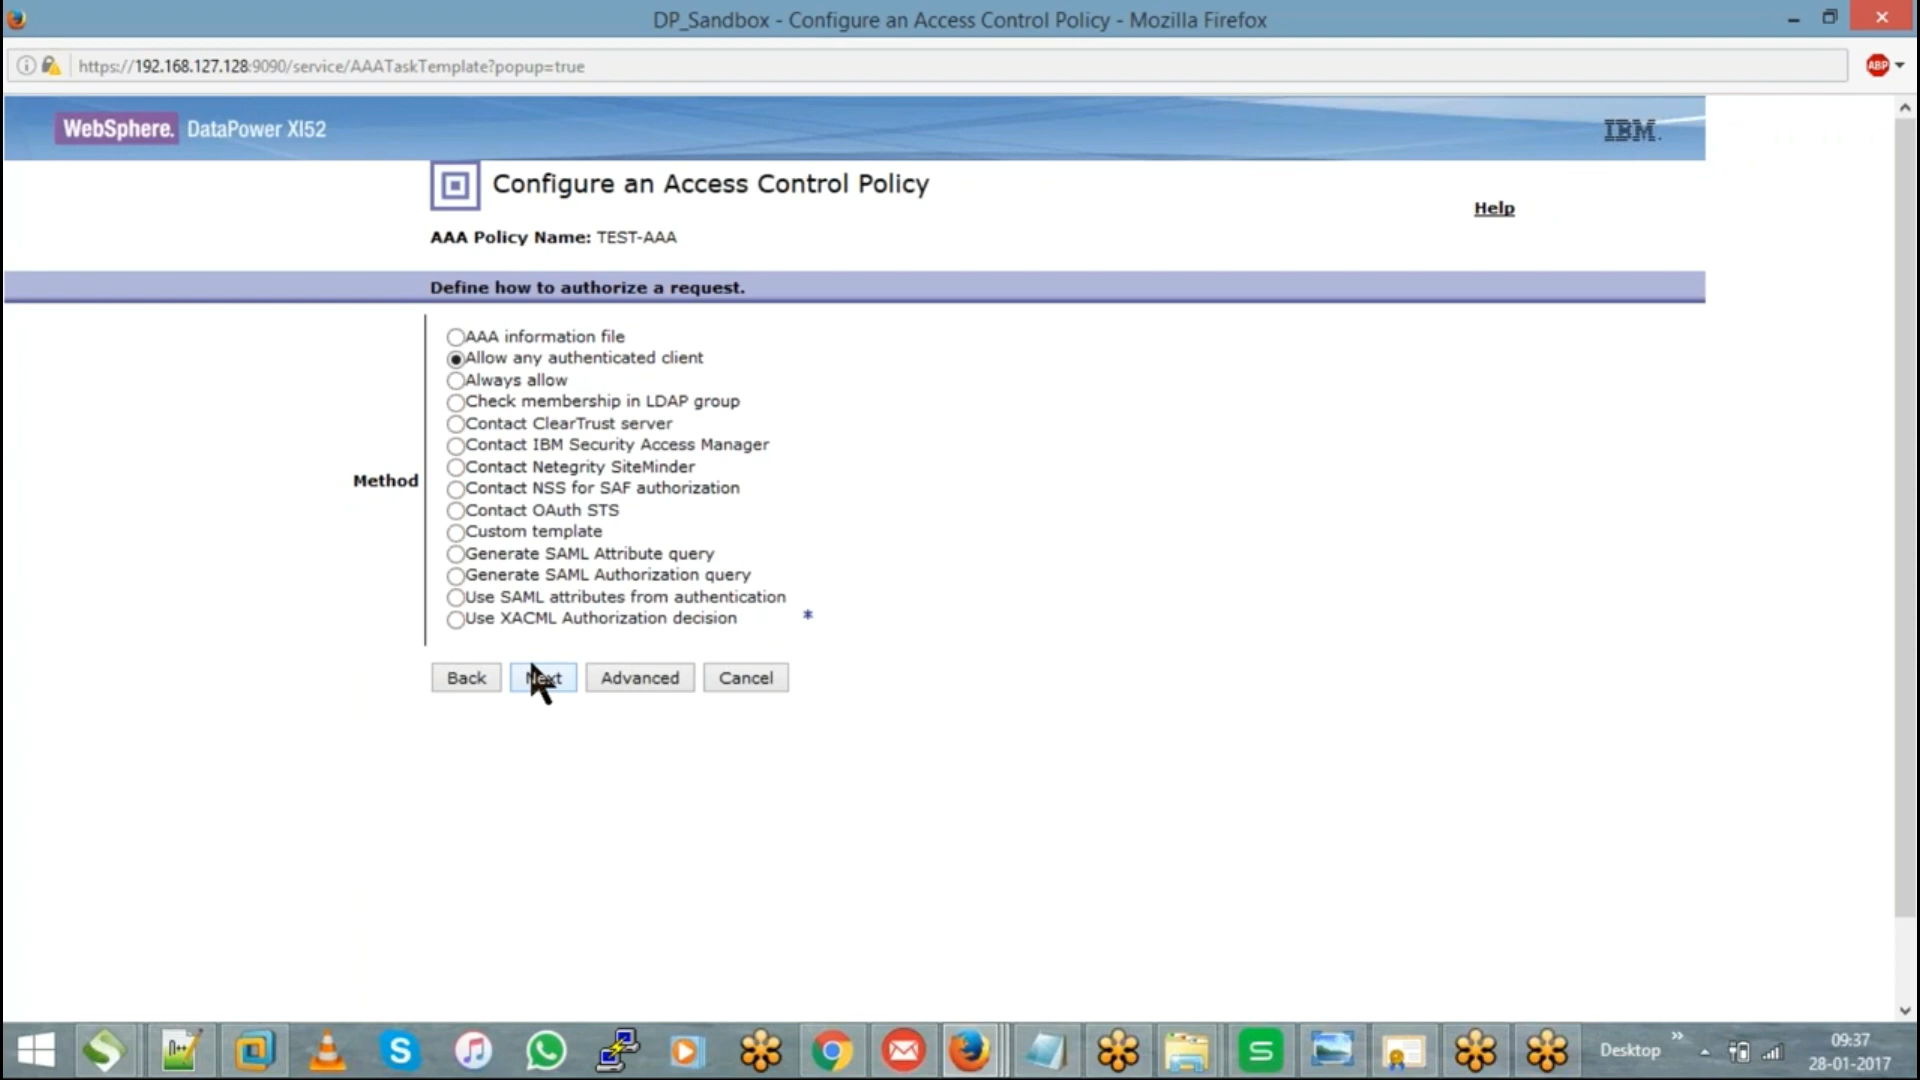 DP_Sandbox - Configure an Access Control Policy - Mozilla Firefox
https://192.168.127.128:9090/service/AAATaskTemplate?popup=true
ABP
WebSphere. DataPower XI52
IBM.
Configure an Access Control Policy
Help
AAA Policy Name: TEST-AAA
Define how to authorize a request.
Method
AAA information file
Allow any authenticated client
Always allow
Check membership in LDAP group
Contact ClearTrust server
Contact IBM Security Access Manager
Contact Netegrity SiteMinder
Contact NSS for SAF authorization
Contact OAuth STS
Custom template
Generate SAML Attribute query
Generate SAML Authorization query
Use SAML attributes from authentication
Use XACML Authorization decision *
Back Next Advanced Cancel
Desktop
09:37
28-01-2017